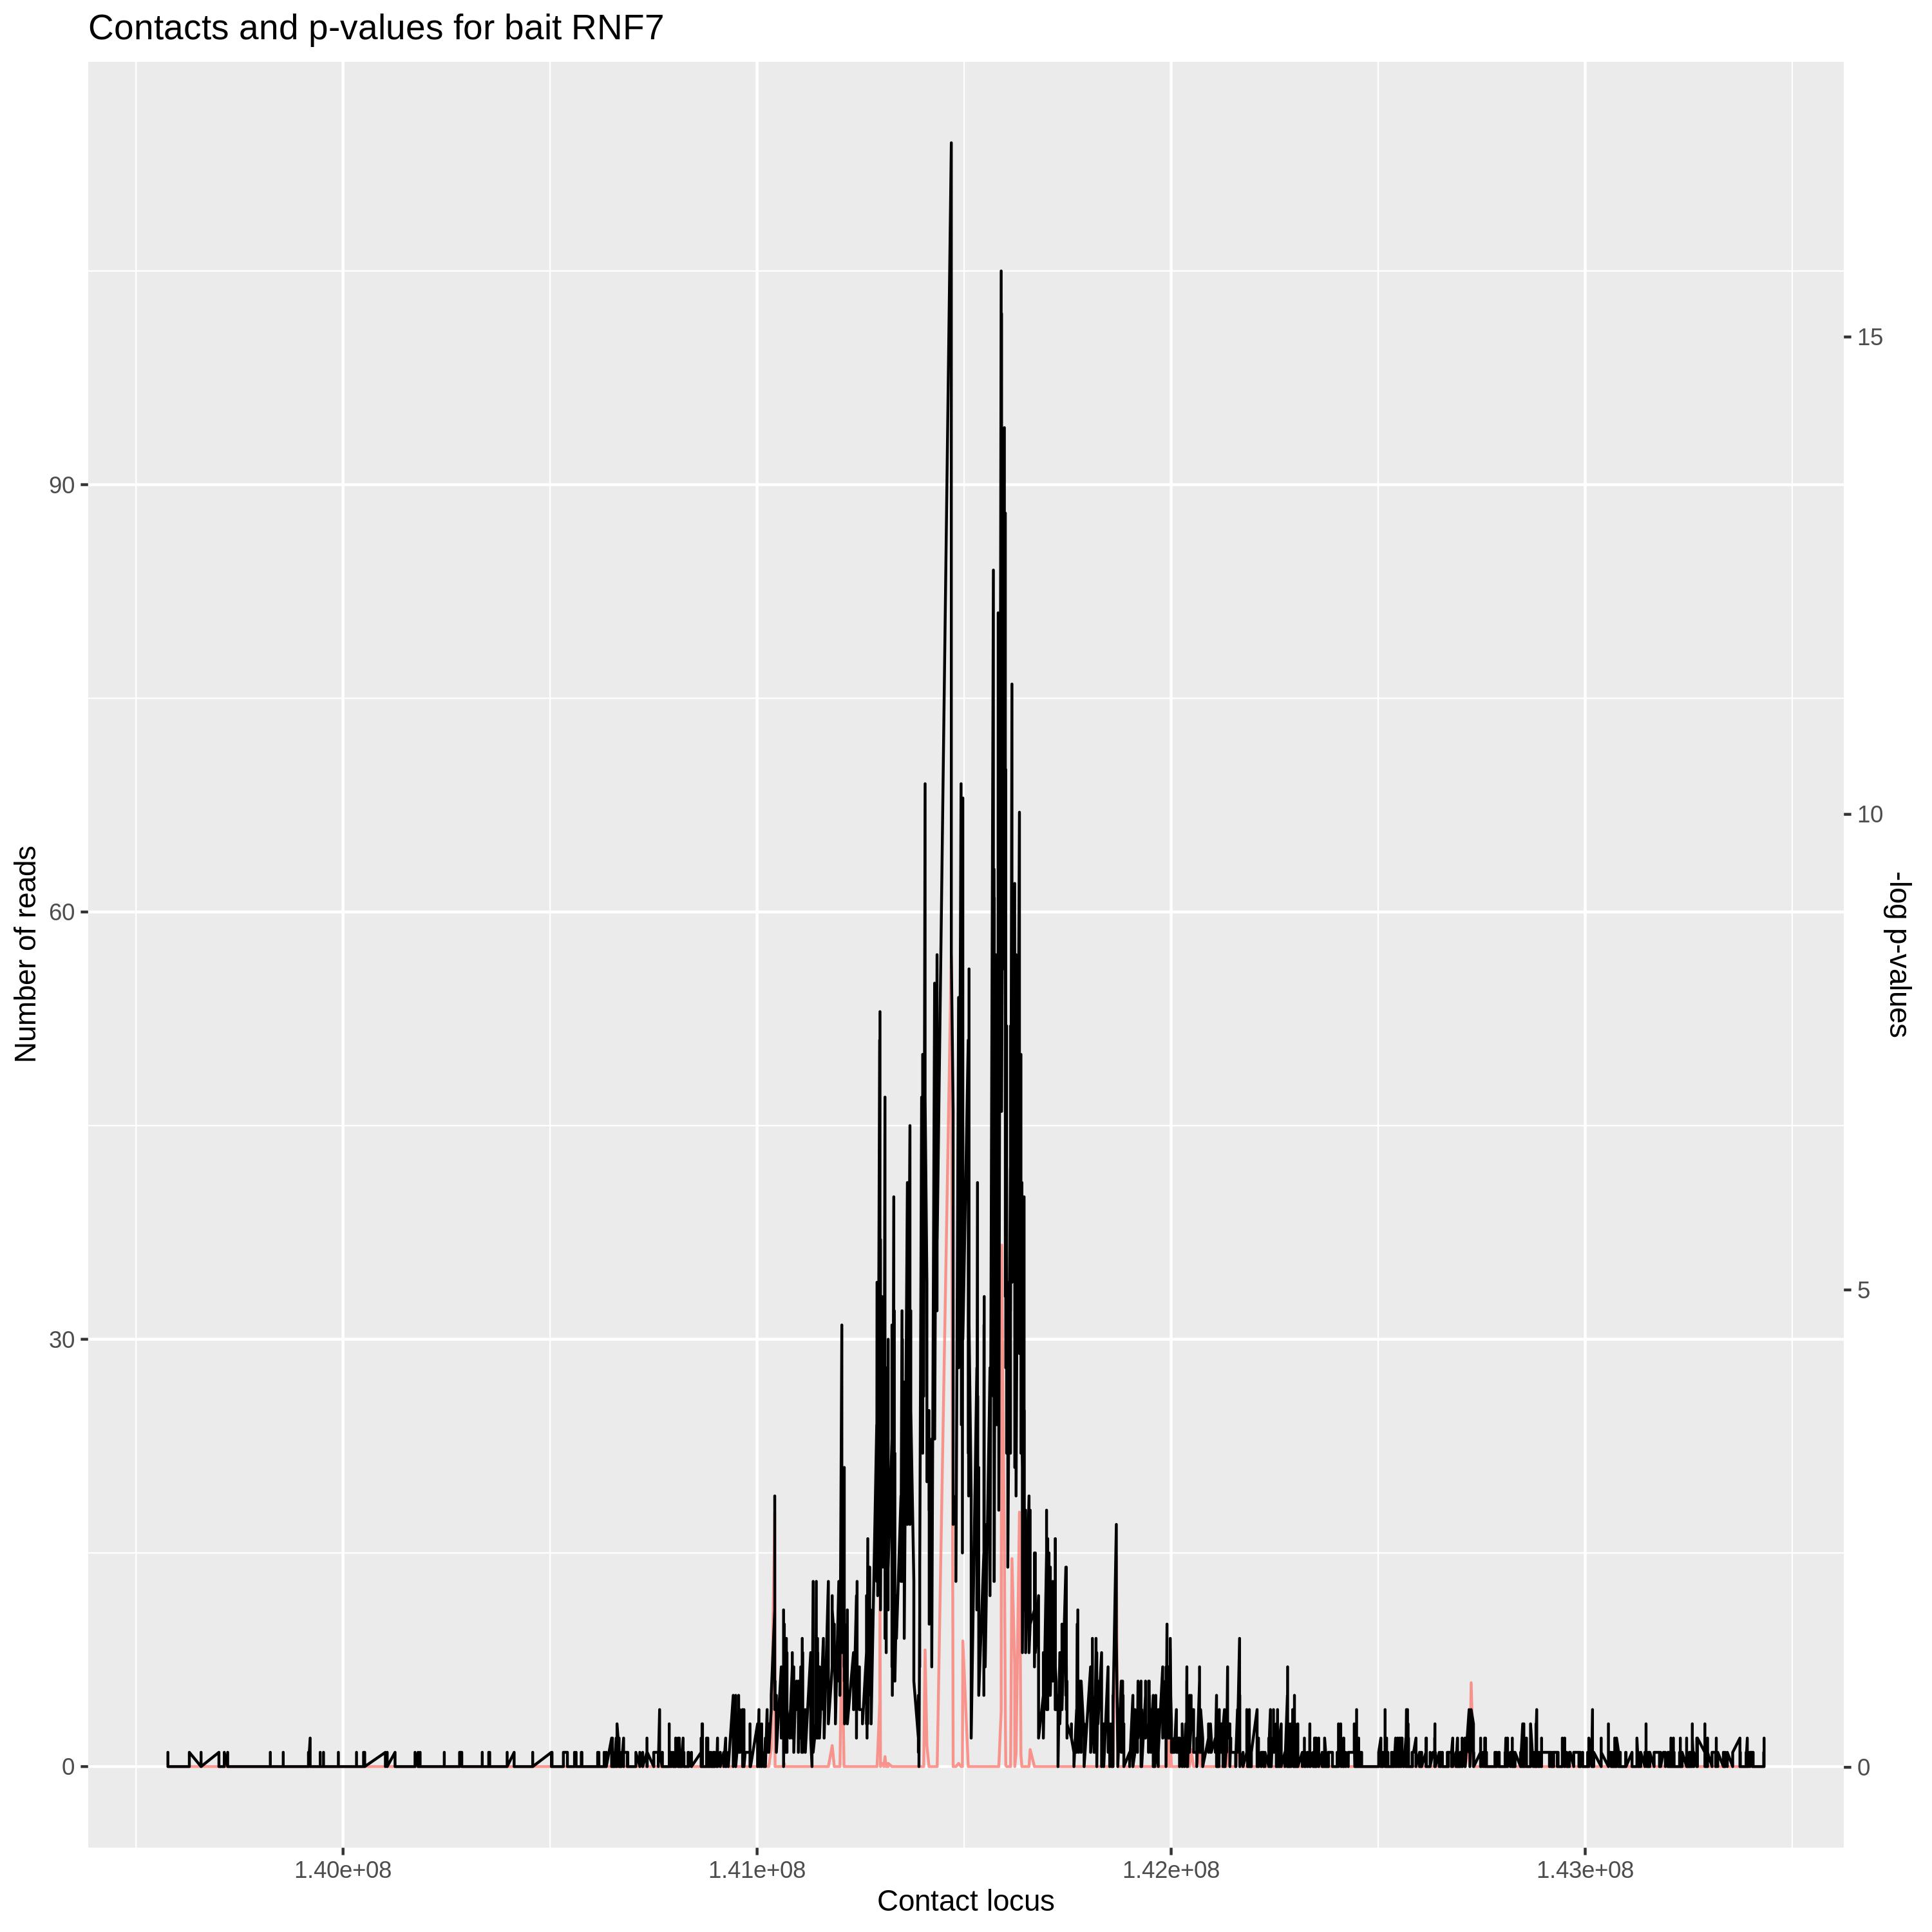 Contacts and p-values for bait RNF7
Number of reads
90
60
30
0
15
10
5
0
-log p-values
1.40e+08 1.41e+08 1.42e+08 1.43e+08
Contact locus